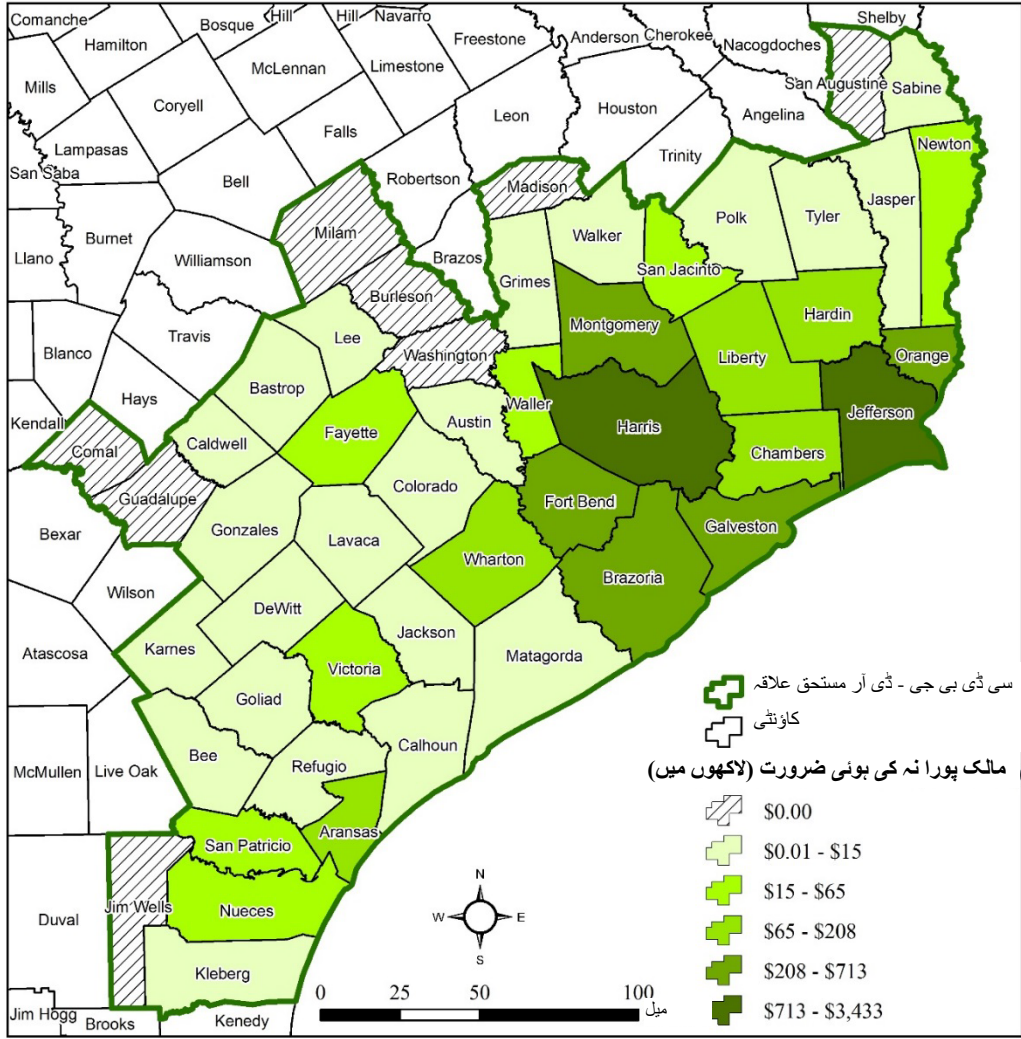 Comanche
Bosque
Hill
Hill
Navarro
Hamilton
Freestone
Anderson
Cherokee
Nacogdoches
Shelby
McLennan
Limestone
San Augustine
Sabine
Mills
Coryell
Leon
Houston
Angelina
Falls
Newton
Lampasas
San Saba
Bell
Robertson
Madison
Trinity
Jasper
Milam
Walker
Polk
Tyler
Burnet
Llano
Williamson
Brazos
San Jacinto
Grimes
Burleson
Hardin
Montgomery
Travis
Lee
Washington
Liberty
Orange
Blanco
Bastrop
Hays
Waller
Jefferson
Kendall
Fayette
Austin
Harris
Caldwell
Chambers
Comal
Colorado
Guadalupe
Fort Bend
Galveston
Bexar
Gonzales
Lavaca
Wharton
Brazoria
Wilson
DeWitt
Jackson
Karnes
Matagorda
Atascosa
Victoria
Goliad
Calhoun
Bee
McMullen
Live Oak
Refugio
Aransas
San Patricio
Jim Wells
Nueces
Duval
Kleberg
Jim Hogg
Brooks
Kenedy
سی ڈی بی جی - ڈی آر مستحق علاقہ
کاؤنٹی
مالک پورا نہ کی ہوئی ضرورت (لاکھوں میں)
$0.00
$0.01 - $15
$15 - $65
$65 - $208
$208 - $713
$713 - $3,433
N
W E
S
0 25 50 100
میل